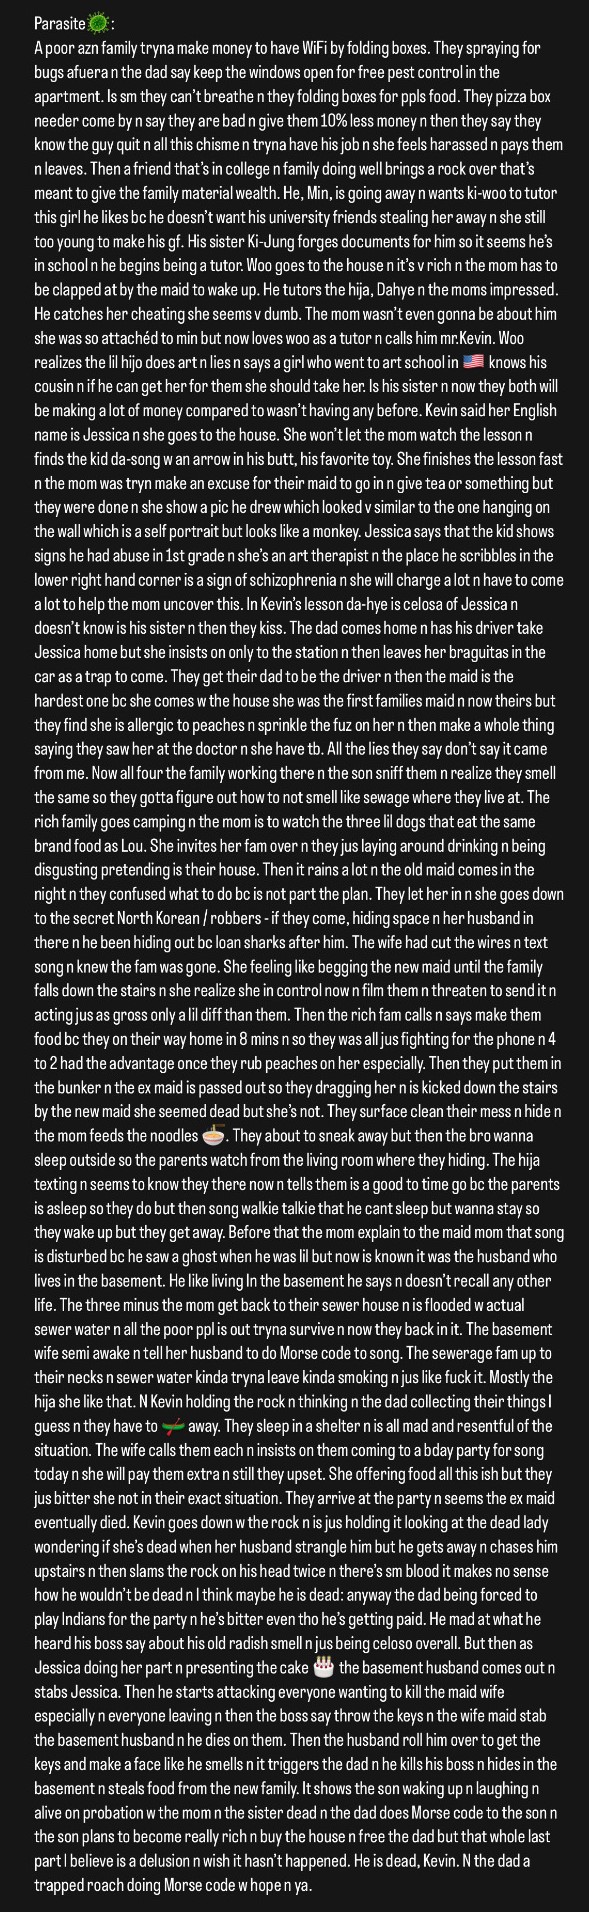 Parasite🦠:
A poor azn family tryna make money to have WiFi by folding boxes. They spraying for
bugs afuera n the dad say keep the windows open for free pest control in the
apartment. Is sm they can't breathe n they folding boxes for ppls food. They pizza box
needer come by n say they are bad n give them 10% less money n then they say they
know the guy quit n all this chisme n tryna have his job n she feels harassed n pays them
n leaves. Then a friend that's in college n family doing well brings a rock over that's
meant to give the family material wealth. He, Min, is going away n wants ki-woo to tutor
this girl he likes bc he doesn't want his university friends stealing her away n she still
too young to make his gf. His sister Ki-Jung forges documents for him so it seems he's
in school n he begins being a tutor. Woo goes to the house n it's v rich n the mom has to
be clapped at by the maid to wake up. He tutors the hija, Dahye n the moms impressed.
He catches her cheating she seems v dumb. The mom wasn't even gonna be about him
she was so attachéd to min but now loves woo as a tutor n calls him mr.Kevin. Woo
realizes the lil hijo does art n lies n says a girl who went to art school in 🇺🇸 knows his
cousin n if he can get her for them she should take her. Is his sister n now they both will
be making a lot of money compared to wasn't having any before. Kevin said her English
name is Jessica n she goes to the house. She won't let the mom watch the lesson n
finds the kid da-song w an arrow in his butt, his favorite toy. She finishes the lesson fast
n the mom was tryn make an excuse for their maid to go in n give tea or something but
they were done n she show a pic he drew which looked v similar to the one hanging on
the wall which is a self portrait but looks like a monkey. Jessica says that the kid shows
signs he had abuse in 1st grade n she's an art therapist n the place he scribbles in the
lower right hand corner is a sign of schizophrenia n she will charge a lot n have to come
a lot to help the mom uncover this. In Kevin's lesson da-hye is celosa of Jessica n
doesn't know is his sister n then they kiss. The dad comes home n has his driver take
Jessica home but she insists on only to the station n then leaves her braguitas in the
car as a trap to come. They get their dad to be the driver n then the maid is the
hardest one bc she comes w the house she was the first families maid n now theirs but
they find she is allergic to peaches n sprinkle the fuz on her n then make a whole thing
saying they saw her at the doctor n she have tb. All the lies they say don't say it came
from me. Now all four the family working there n the son sniff them n realize they smell
the same so they gotta figure out how to not smell like sewage where they live at. The
rich family goes camping n the mom is to watch the three lil dogs that eat the same
brand food as Lou. She invites her fam over n they jus laying around drinking n being
disgusting pretending is their house. Then it rains a lot n the old maid comes in the
night n they confused what to do bc is not part the plan. They let her in n she goes down
to the secret North Korean / robbers - if they come, hiding space n her husband in
there n he been hiding out bc loan sharks after him. The wife had cut the wires n text
song n knew the fam was gone. She feeling like begging the new maid until the family
falls down the stairs n she realize she in control now n film them n threaten to send it n
acting jus as gross only a lil diff than them. Then the rich fam calls n says make them
food bc they on their way home in 8 mins n so they was all jus fighting for the phone n 4
to 2 had the advantage once they rub peaches on her especially. Then they put them in
the bunker n the ex maid is passed out so they dragging her n is kicked down the stairs
by the new maid she seemed dead but she's not. They surface clean their mess n hide n
the mom feeds the noodles 🍜. They about to sneak away but then the bro wanna
sleep outside so the parents watch from the living room where they hiding. The hija
texting n seems to know they there now n tells them is a good to time go bc the parents
is asleep so they do but then song walkie talkie that he cant sleep but wanna stay so
they wake up but they get away. Before that the mom explain to the maid mom that song
is disturbed bc he saw a ghost when he was lil but now is known it was the husband who
lives in the basement. He like living In the basement he says n doesn't recall any other
life. The three minus the mom get back to their sewer house n is flooded w actual
sewer water n all the poor ppl is out tryna survive n now they back in it. The basement
wife semi awake n tell her husband to do Morse code to song. The sewerage fam up to
their necks n sewer water kinda tryna leave kinda smoking n jus like fuck it. Mostly the
hija she like that. N Kevin holding the rock n thinking n the dad collecting their things I
guess n they have to 🛶 away. They sleep in a shelter n is all mad and resentful of the
situation. The wife calls them each n insists on them coming to a bday party for song
today n she will pay them extra n still they upset. She offering food all this ish but they
jus bitter she not in their exact situation. They arrive at the party n seems the ex maid
eventually died. Kevin goes down w the rock n is jus holding it looking at the dead lady
wondering if she's dead when her husband strangle him but he gets away n chases him
upstairs n then slams the rock on his head twice n there's sm blood it makes no sense
how he wouldn't be dead n I think maybe he is dead: anyway the dad being forced to
play Indians for the party n he's bitter even tho he's getting paid. He mad at what he
heard his boss say about his old radish smell n jus being celoso overall. But then as
Jessica doing her part n presenting the cake 🎂 the basement husband comes out n
stabs Jessica. Then he starts attacking everyone wanting to kill the maid wife
especially n everyone leaving n then the boss say throw the keys n the wife maid stab
the basement husband n he dies on them. Then the husband roll him over to get the
keys and make a face like he smells n it triggers the dad n he kills his boss n hides in the
basement n steals food from the new family. It shows the son waking up n laughing n
alive on probation w the mom n the sister dead n the dad does Morse code to the son n
the son plans to become really rich n buy the house n free the dad but that whole last
part I believe is a delusion n wish it hasn't happened. He is dead, Kevin. N the dad a
trapped roach doing Morse code w hope n ya.